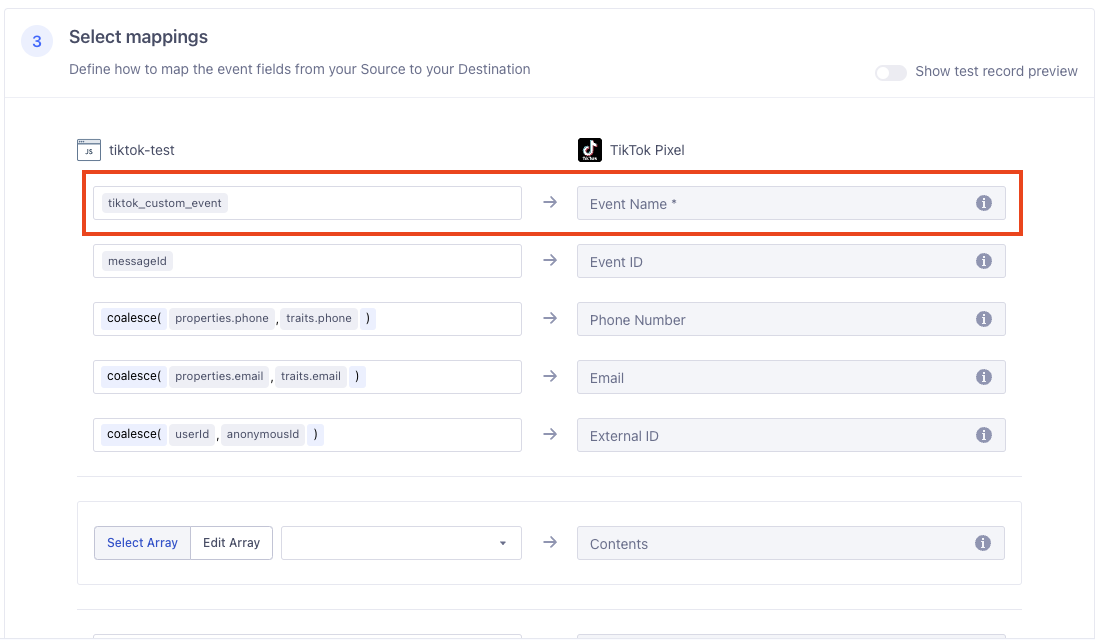 3
Select mappings
Define how to map the event fields from your Source to your Destination
Show test record preview
JS tiktok-test
TikTok TikTok Pixel
tiktok_custom_event → Event Name * i
messageId → Event ID i
coalesce( properties.phone , traits.phone ) → Phone Number i
coalesce( properties.email , traits.email ) → Email i
coalesce( userId , anonymousId ) → External ID i
Select Array Edit Array → Contents i